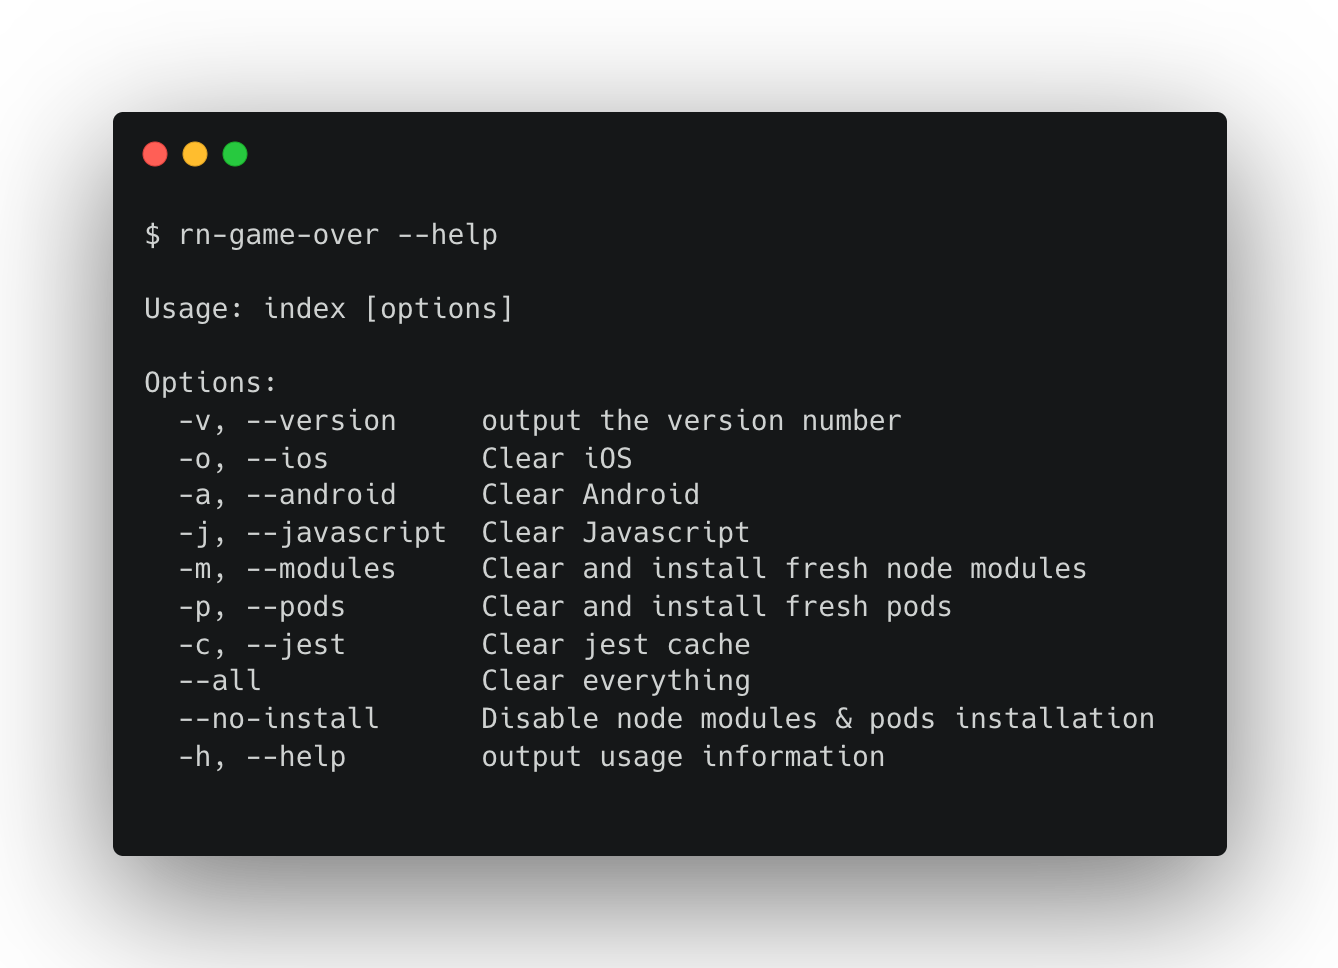 $ rn-game-over --help
Usage: index [options]
Options:
-v, --version output the version number
-o, --ios Clear iOS
-a, --android Clear Android
-j, --javascript Clear Javascript
-m, --modules Clear and install fresh node modules
-p, --pods Clear and install fresh pods
-c, --jest Clear jest cache
--all Clear everything
--no-install Disable node modules & pods installation
-h, --help output usage information